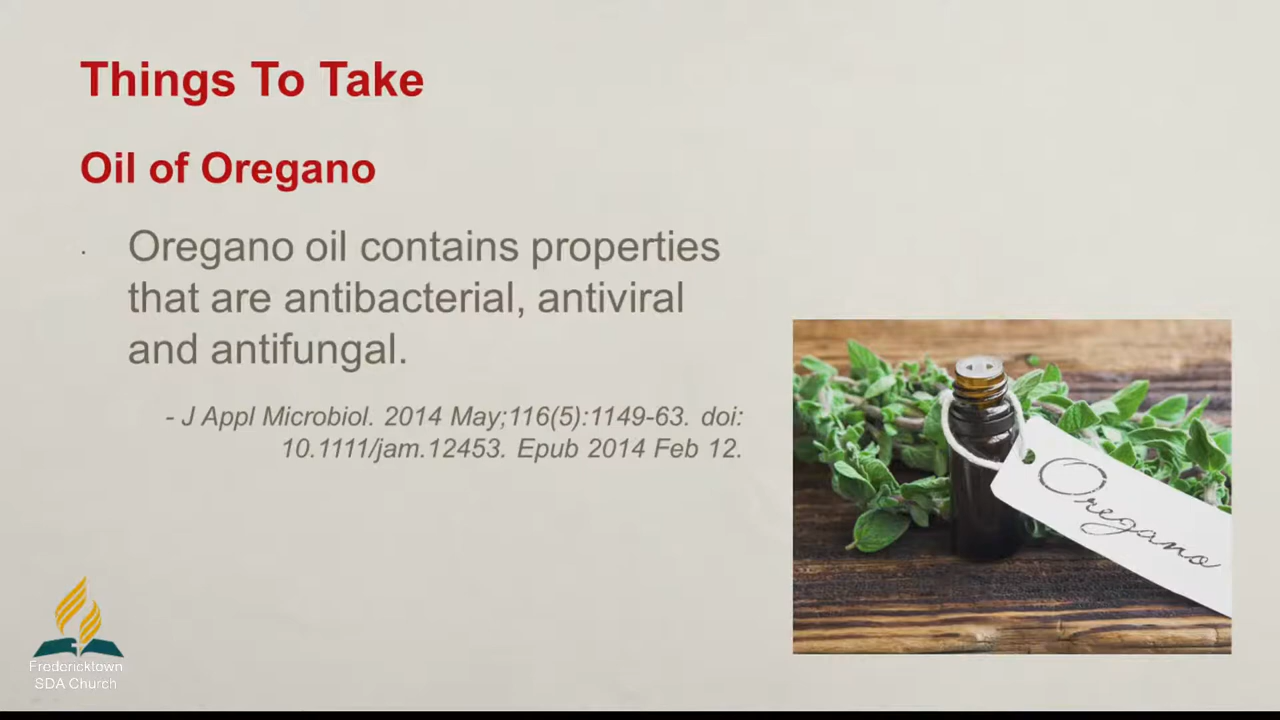 Things To Take
Oil of Oregano
· Oregano oil contains properties
that are antibacterial, antiviral
and antifungal.
- J Appl Microbiol. 2014 May;116(5):1149-63. doi:
10.1111/jam.12453. Epub 2014 Feb 12.
Oregano
Fredericktown
SDA Church